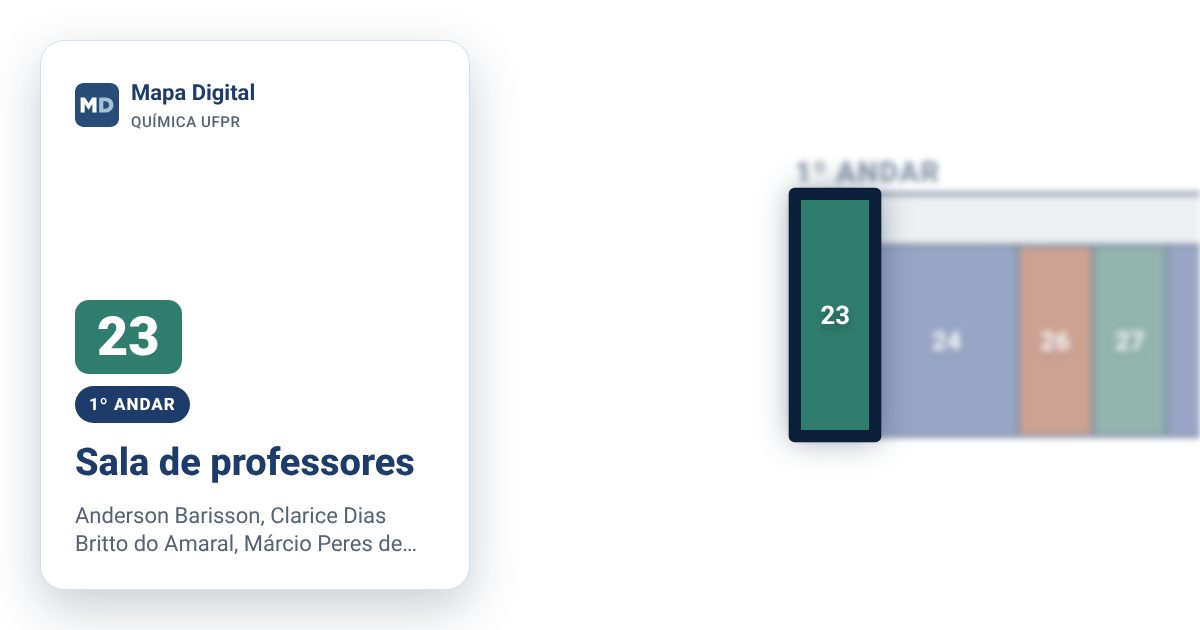 MD
Mapa Digital
QUÍMICA UFPR
23
1º ANDAR
Sala de professores
Anderson Barisson, Clarice Dias
Britto do Amaral, Márcio Peres de…
1º ANDAR
23
24
26
27